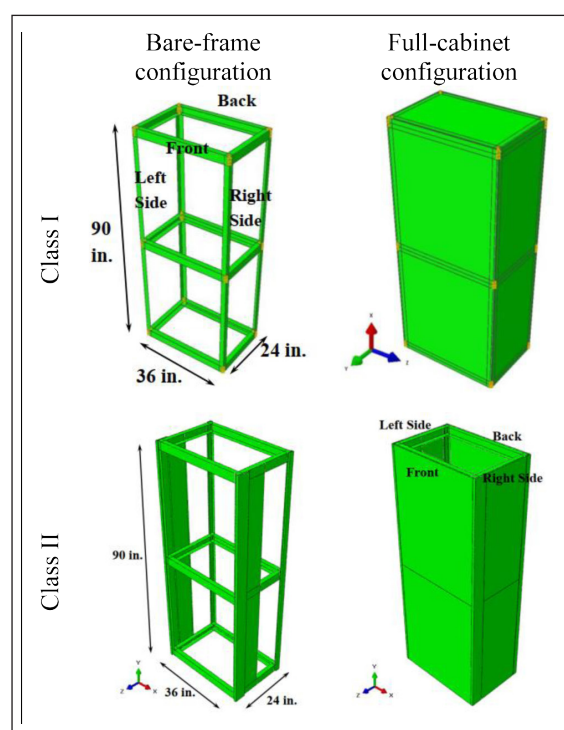 Bare-frame
configuration
Full-cabinet
configuration
Class I
Back
Front
Left
Side
Right
Side
90
in.
36 in.
24 in.
X
Y
Z
Class II
90 in.
36 in.
24 in.
Y
Z
X
Left Side
Back
Front
Right Side
Y
Z
X